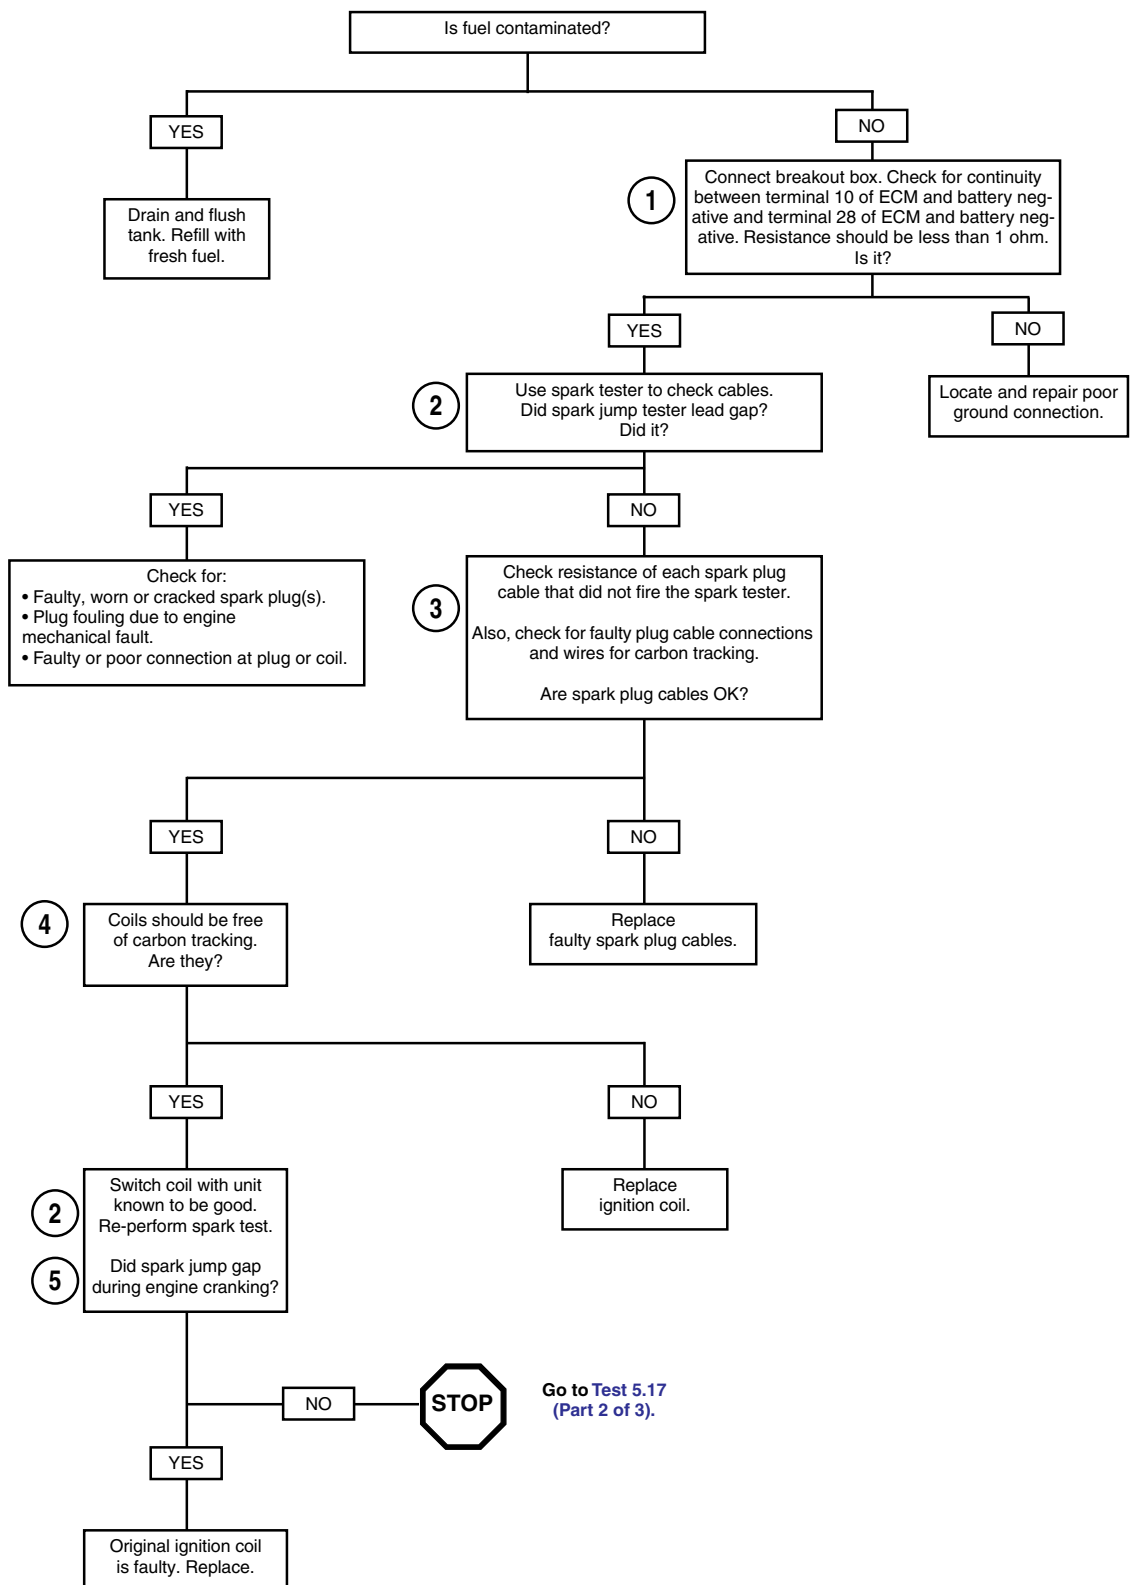 Is fuel contaminated?
YES
NO
Drain and flush
tank. Refill with
fresh fuel.
1
Connect breakout box. Check for continuity
between terminal 10 of ECM and battery neg-
ative and terminal 28 of ECM and battery neg-
ative. Resistance should be less than 1 ohm.
Is it?
YES
NO
2
Use spark tester to check cables.
Did spark jump tester lead gap?
Did it?
Locate and repair poor
ground connection.
YES
NO
Check for:
• Faulty, worn or cracked spark plug(s).
• Plug fouling due to engine
mechanical fault.
• Faulty or poor connection at plug or coil.
3
Check resistance of each spark plug
cable that did not fire the spark tester.
Also, check for faulty plug cable connections
and wires for carbon tracking.
Are spark plug cables OK?
YES
NO
4
Coils should be free
of carbon tracking.
Are they?
Replace
faulty spark plug cables.
YES
NO
2
Switch coil with unit
known to be good.
Re-perform spark test.
5
Did spark jump gap
during engine cranking?
Replace
ignition coil.
NO
STOP
Go to Test 5.17
(Part 2 of 3).
YES
Original ignition coil
is faulty. Replace.